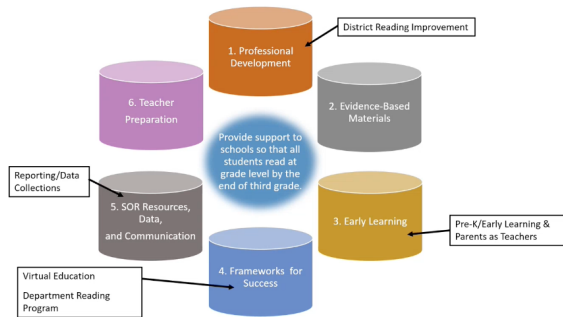 District Reading Improvement
1. Professional
Development
6. Teacher
Preparation
2. Evidence-Based
Materials
Provide support to
schools so that all
students read at
grade level by the
end of third grade.
Reporting/Data
Collections
5. SOR Resources,
Data,
and Communication
3. Early Learning
Pre-K/Early Learning &
Parents as Teachers
4. Frameworks for
Success
Virtual Education
Department Reading
Program